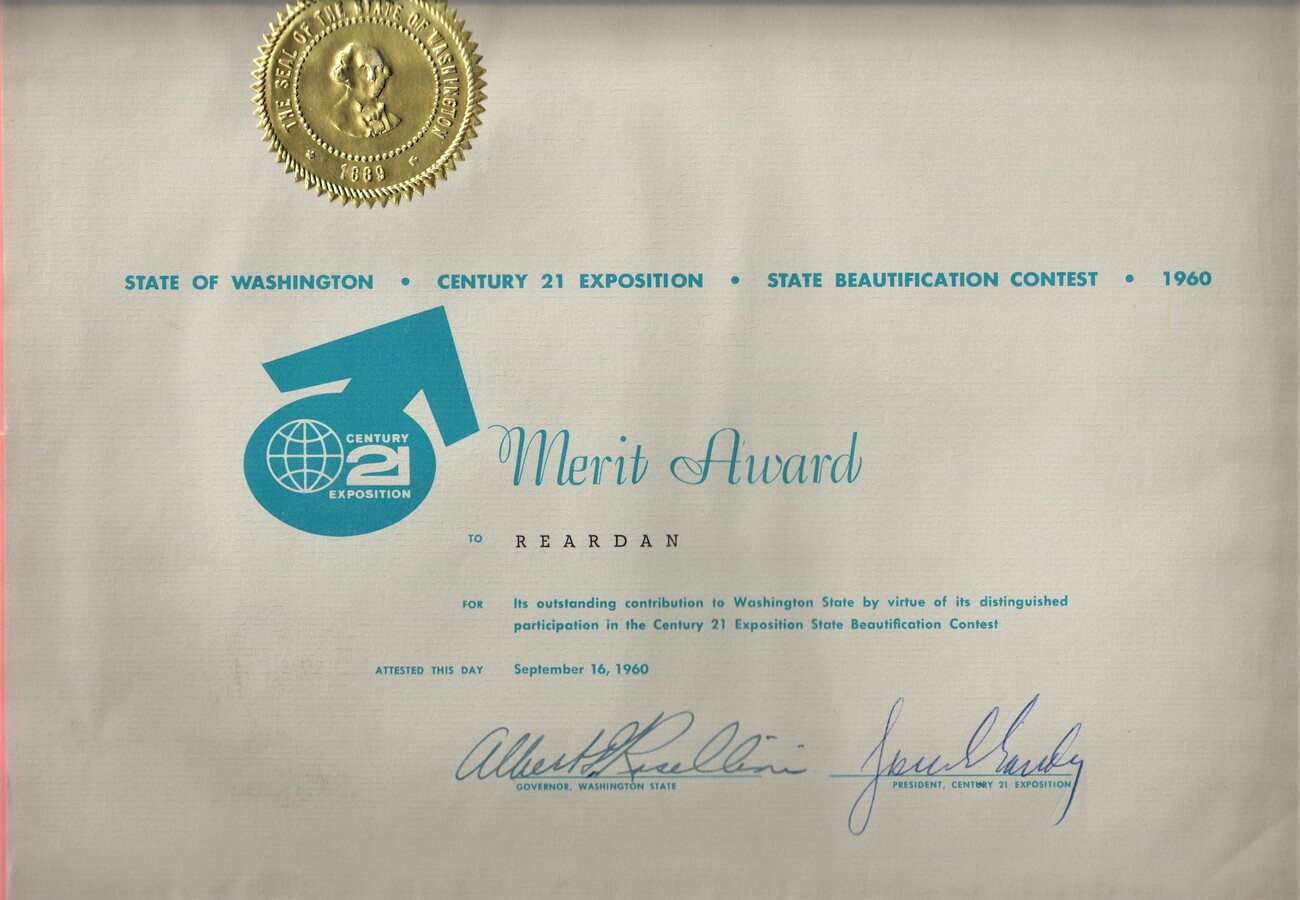 THE SEAL OF THE STATE OF WASHINGTON
1889
STATE OF WASHINGTON • CENTURY 21 EXPOSITION • STATE BEAUTIFICATION CONTEST • 1960
CENTURY
21
EXPOSITION
Merit Award
TO REARDAN
FOR Its outstanding contribution to Washington State by virtue of its distinguished
participation in the Century 21 Exposition State Beautification Contest
ATTESTED THIS DAY September 16, 1960
Albert D. Rosellini
GOVERNOR, WASHINGTON STATE
PRESIDENT, CENTURY 21 EXPOSITION